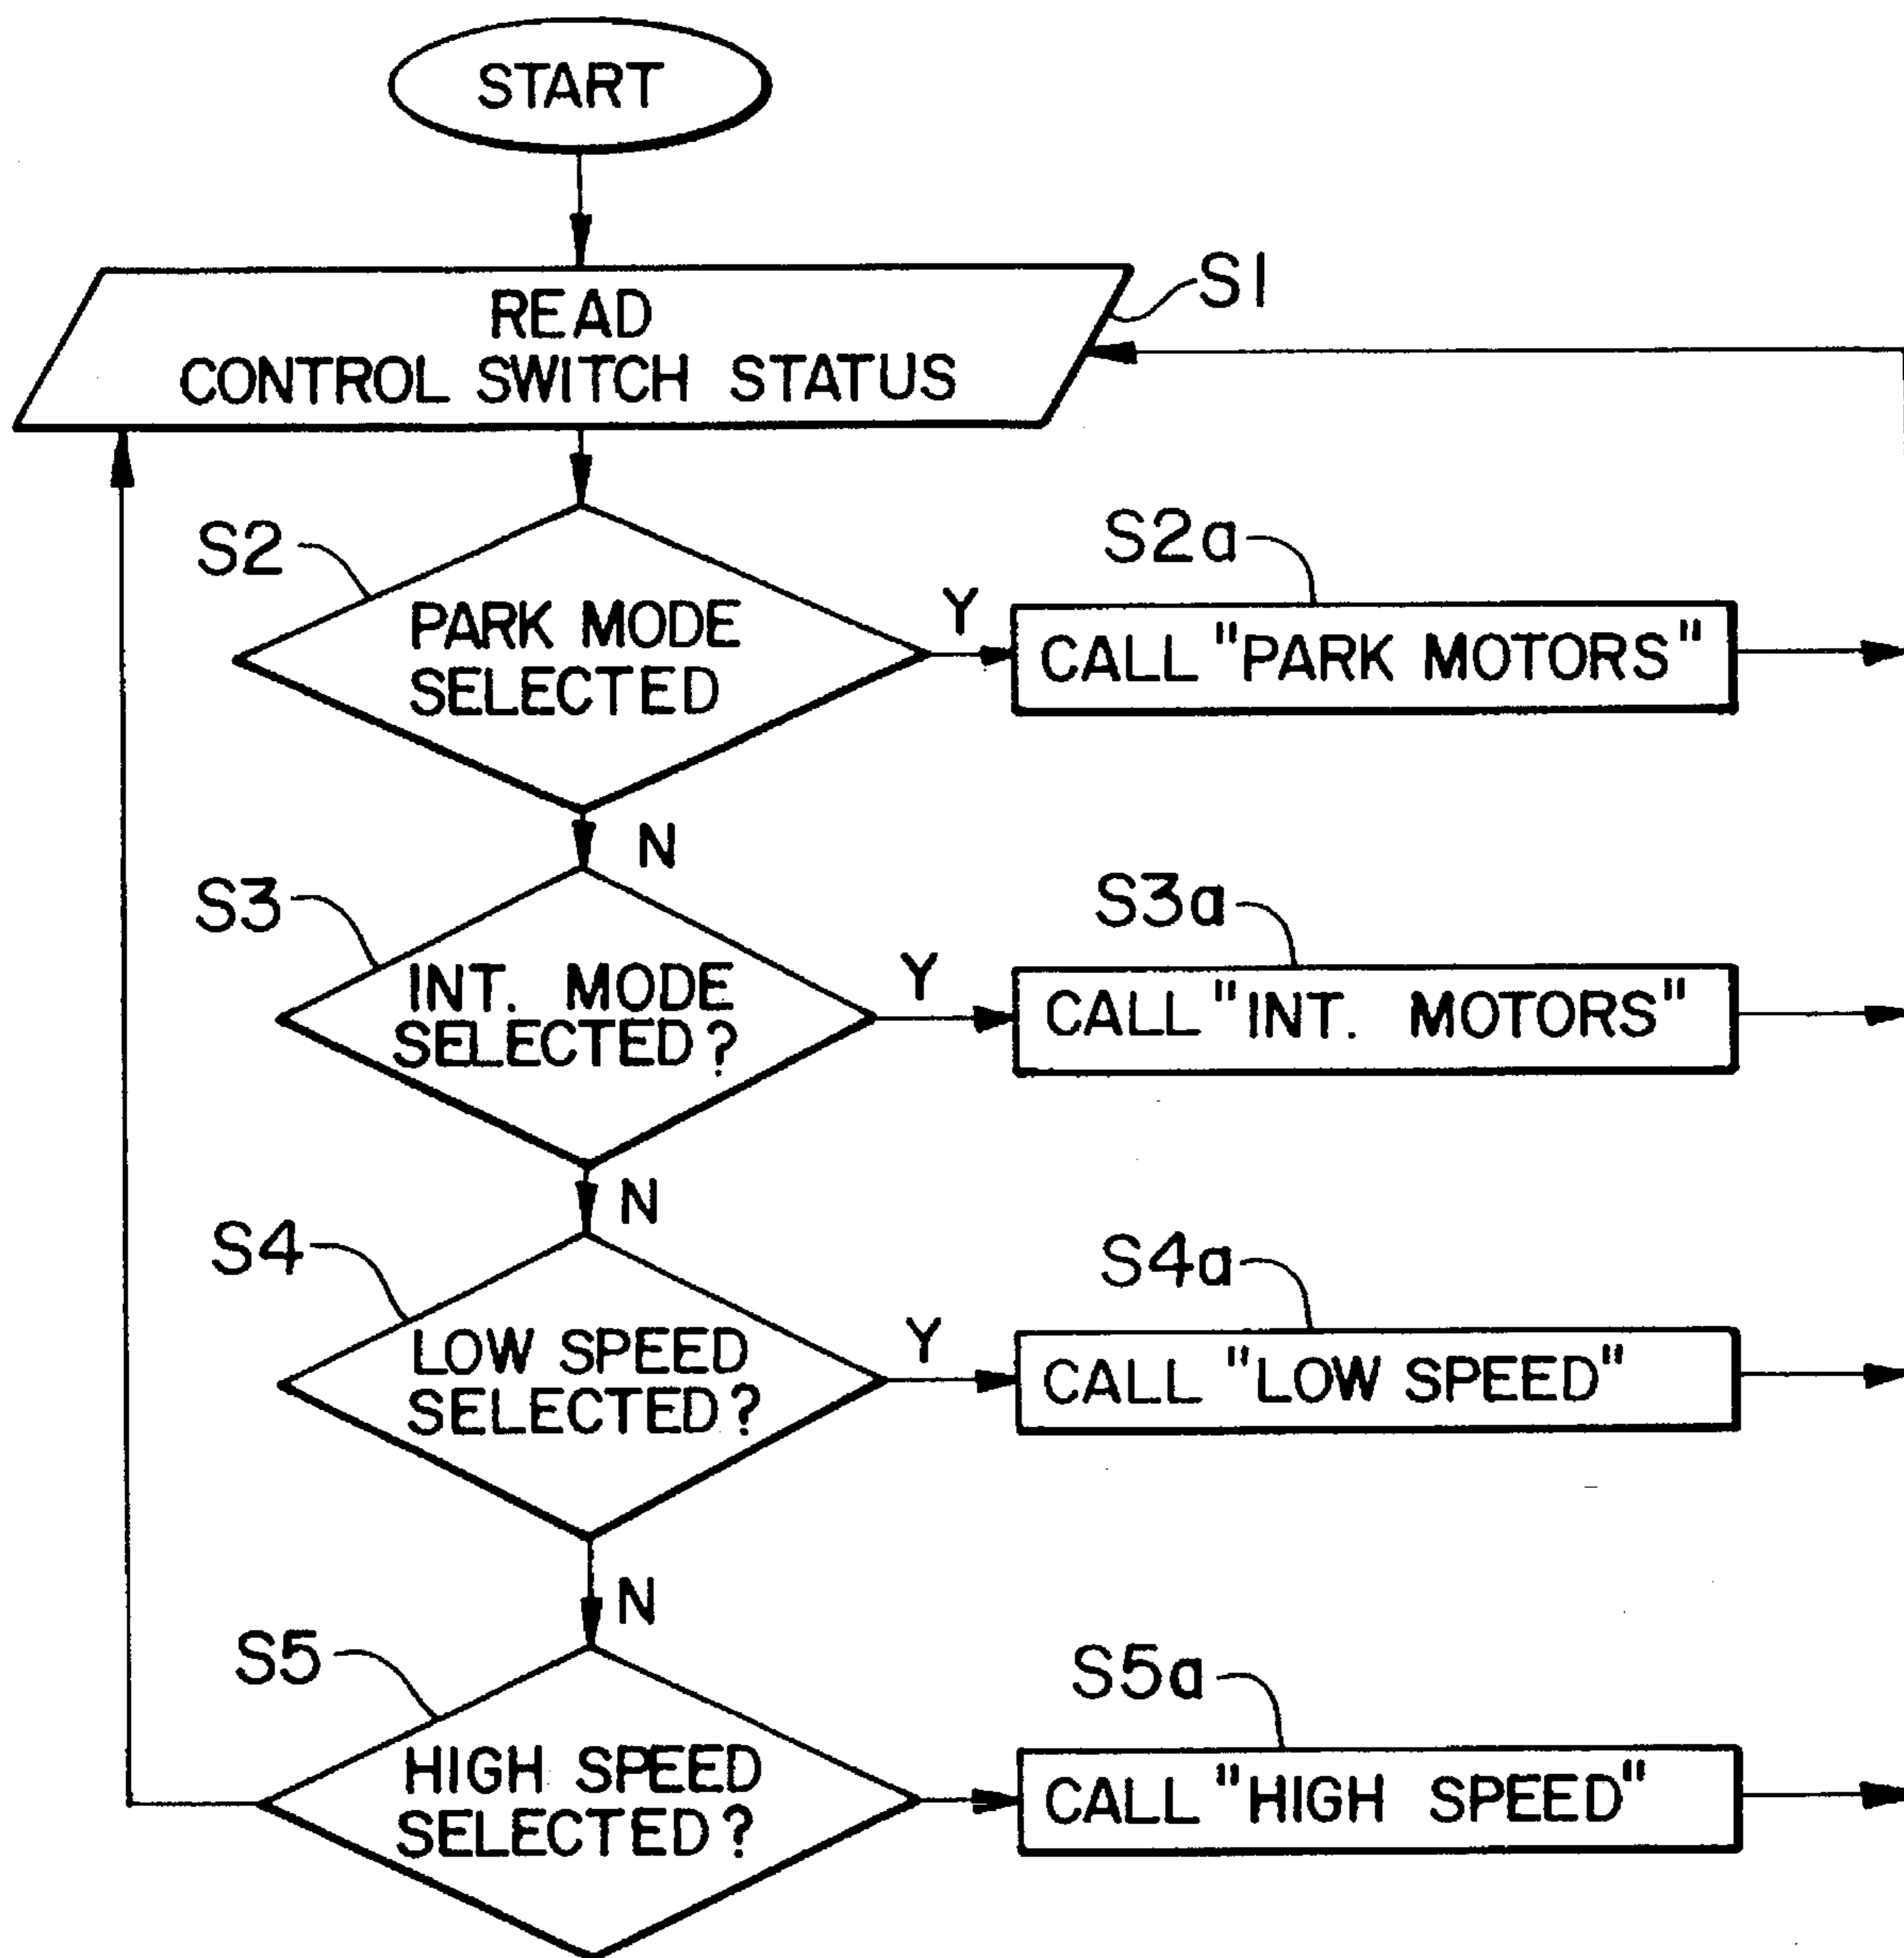 START
READ
CONTROL SWITCH STATUS
S1
S2
PARK MODE
SELECTED
Y
S2a
CALL "PARK MOTORS"
N
S3
INT. MODE
SELECTED?
Y
S3a
CALL "INT. MOTORS"
N
S4
LOW SPEED
SELECTED?
Y
S4a
CALL "LOW SPEED"
N
S5
HIGH SPEED
SELECTED?
S5a
CALL "HIGH SPEED"